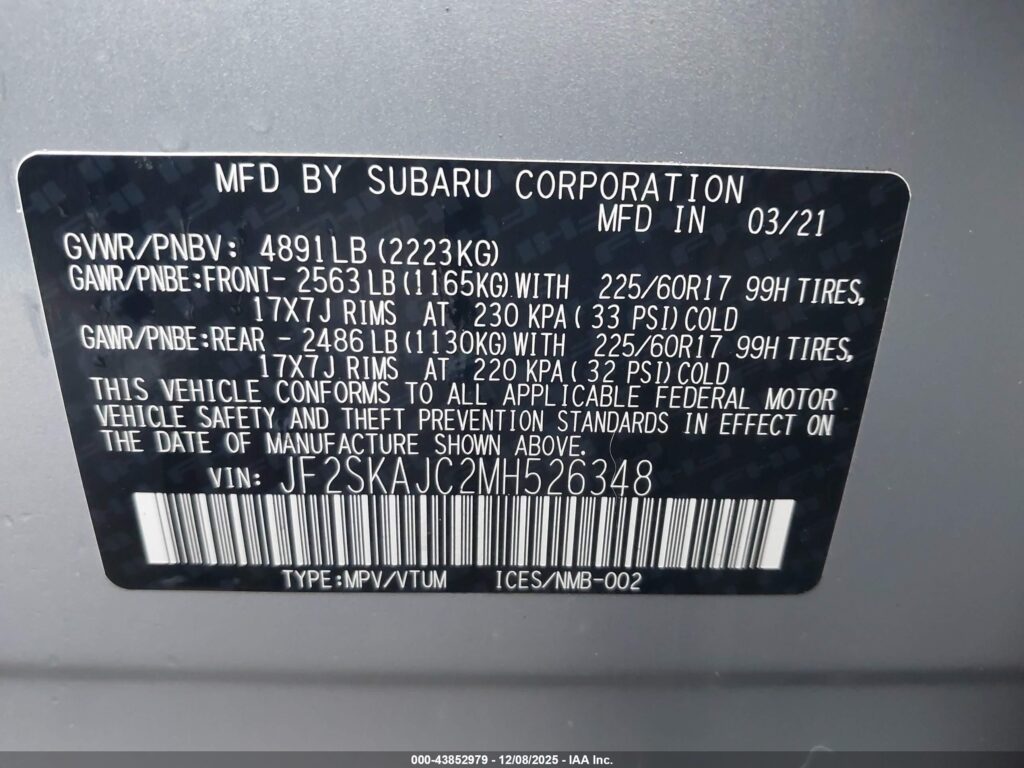 MFD BY SUBARU CORPORATION
MFD IN 03/21
GVWR/PNBV: 4891LB (2223KG)
GAWR/PNBE:FRONT- 2563LB (1165KG) WITH 225/60R17 99H TIRES,
17X7J RIMS AT 230 KPA ( 33 PSI) COLD
GAWR/PNBE:REAR - 2486LB (1130KG) WITH 225/60R17 99H TIRES,
17X7J RIMS AT 220 KPA ( 32 PSI) COLD
THIS VEHICLE CONFORMS TO ALL APPLICABLE FEDERAL MOTOR
VEHICLE SAFETY AND THEFT PREVENTION STANDARDS IN EFFECT ON
THE DATE OF MANUFACTURE SHOWN ABOVE.
VIN: JF2SKAJC2MH526348
TYPE:MPV/VTUM ICES/NMB-002
000-43852979 - 12/08/2025 - IAA Inc.